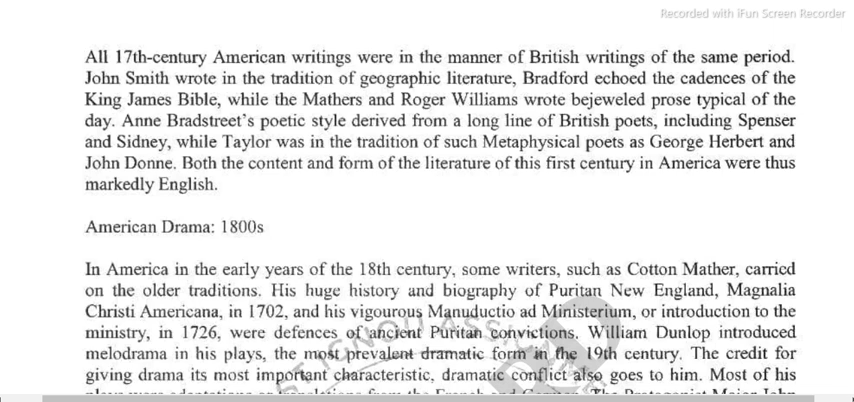 Recorded with iFun Screen Recorder
All 17th-century American writings were in the manner of British writings of the same period.
John Smith wrote in the tradition of geographic literature, Bradford echoed the cadences of the
King James Bible, while the Mathers and Roger Williams wrote bejeweled prose typical of the
day. Anne Bradstreet's poetic style derived from a long line of British poets, including Spenser
and Sidney, while Taylor was in the tradition of such Metaphysical poets as George Herbert and
John Donne. Both the content and form of the literature of this first century in America were thus
markedly English.
American Drama: 1800s
In America in the early years of the 18th century, some writers, such as Cotton Mather, carried
on the older traditions. His huge history and biography of Puritan New England, Magnalia
Christi Americana, in 1702, and his vigourous Manuductio ad Ministerium, or introduction to the
ministry, in 1726, were defences of ancient Puritan convictions. William Dunlop introduced
melodrama in his plays, the most prevalent dramatic form in the 19th century. The credit for
giving drama its most important characteristic, dramatic conflict also goes to him. Most of his